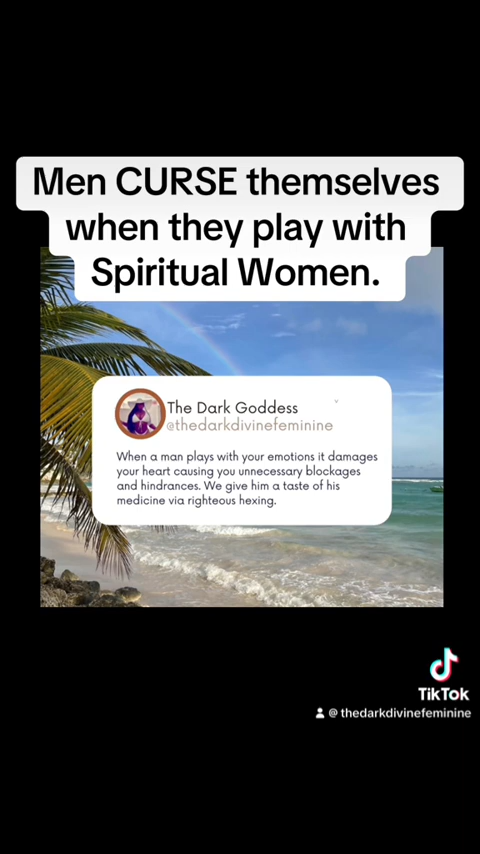 Men CURSE themselves
when they play with
Spiritual Women.
The Dark Goddess
@thedarkdivinefeminine
When a man plays with your emotions it damages
your heart causing you unnecessary blockages
and hindrances. We give him a taste of his
medicine via righteous hexing.
TikTok
@ thedarkdivinefeminine